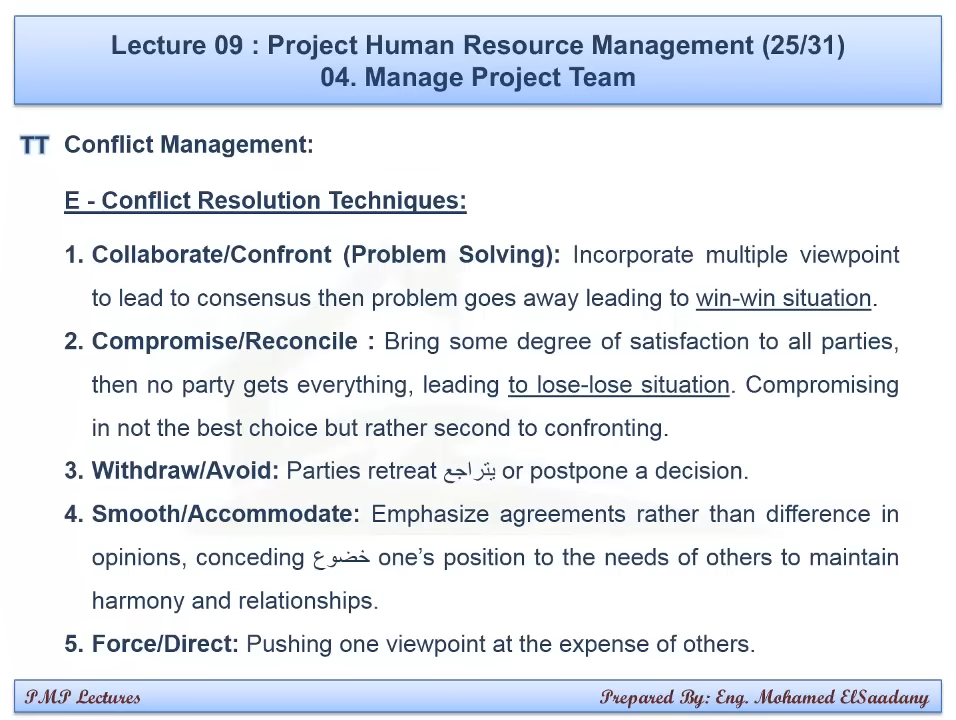 Lecture 09 : Project Human Resource Management (25/31)
04. Manage Project Team
TT Conflict Management:
E - Conflict Resolution Techniques:
1. Collaborate/Confront (Problem Solving): Incorporate multiple viewpoint
to lead to consensus then problem goes away leading to win-win situation.
2. Compromise/Reconcile : Bring some degree of satisfaction to all parties,
then no party gets everything, leading to lose-lose situation. Compromising
in not the best choice but rather second to confronting.
3. Withdraw/Avoid: Parties retreat يتراجع or postpone a decision.
4. Smooth/Accommodate: Emphasize agreements rather than difference in
opinions, conceding خضوع one’s position to the needs of others to maintain
harmony and relationships.
5. Force/Direct: Pushing one viewpoint at the expense of others.
PMP Lectures Prepared By: Eng. Mohamed ElSaadany